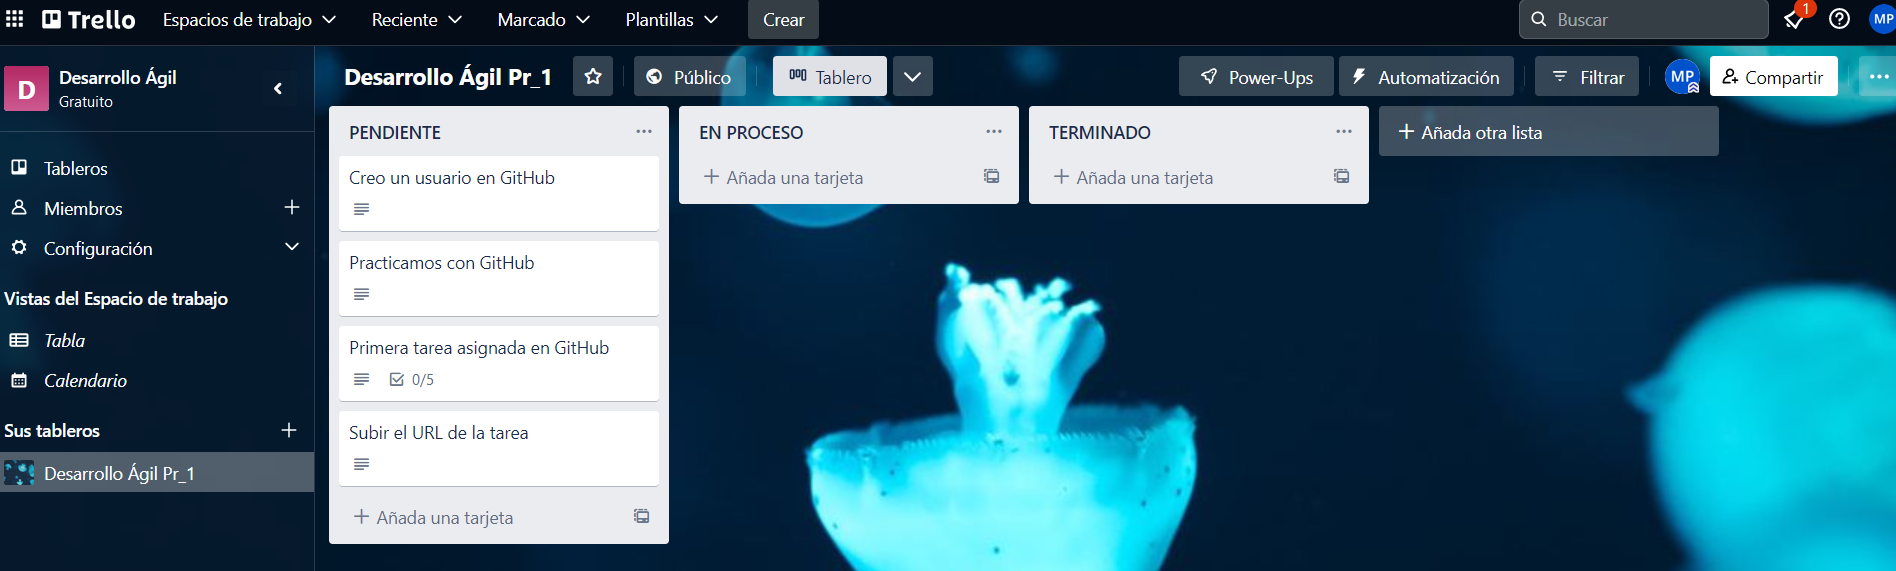 Trello
Espacios de trabajo
Reciente
Marcado
Plantillas
Crear
Buscar
1
MP
D
Desarrollo Ágil
Gratuito
Tableros
Miembros
Configuración
Vistas del Espacio de trabajo
Tabla
Calendario
Sus tableros
Desarrollo Ágil Pr_1
Desarrollo Ágil Pr_1
Público
Tablero
Power-Ups
Automatización
Filtrar
MP
Compartir
PENDIENTE
Creo un usuario en GitHub
Practicamos con GitHub
Primera tarea asignada en GitHub
0/5
Subir el URL de la tarea
Añada una tarjeta
EN PROCESO
Añada una tarjeta
TERMINADO
Añada una tarjeta
Añada otra lista